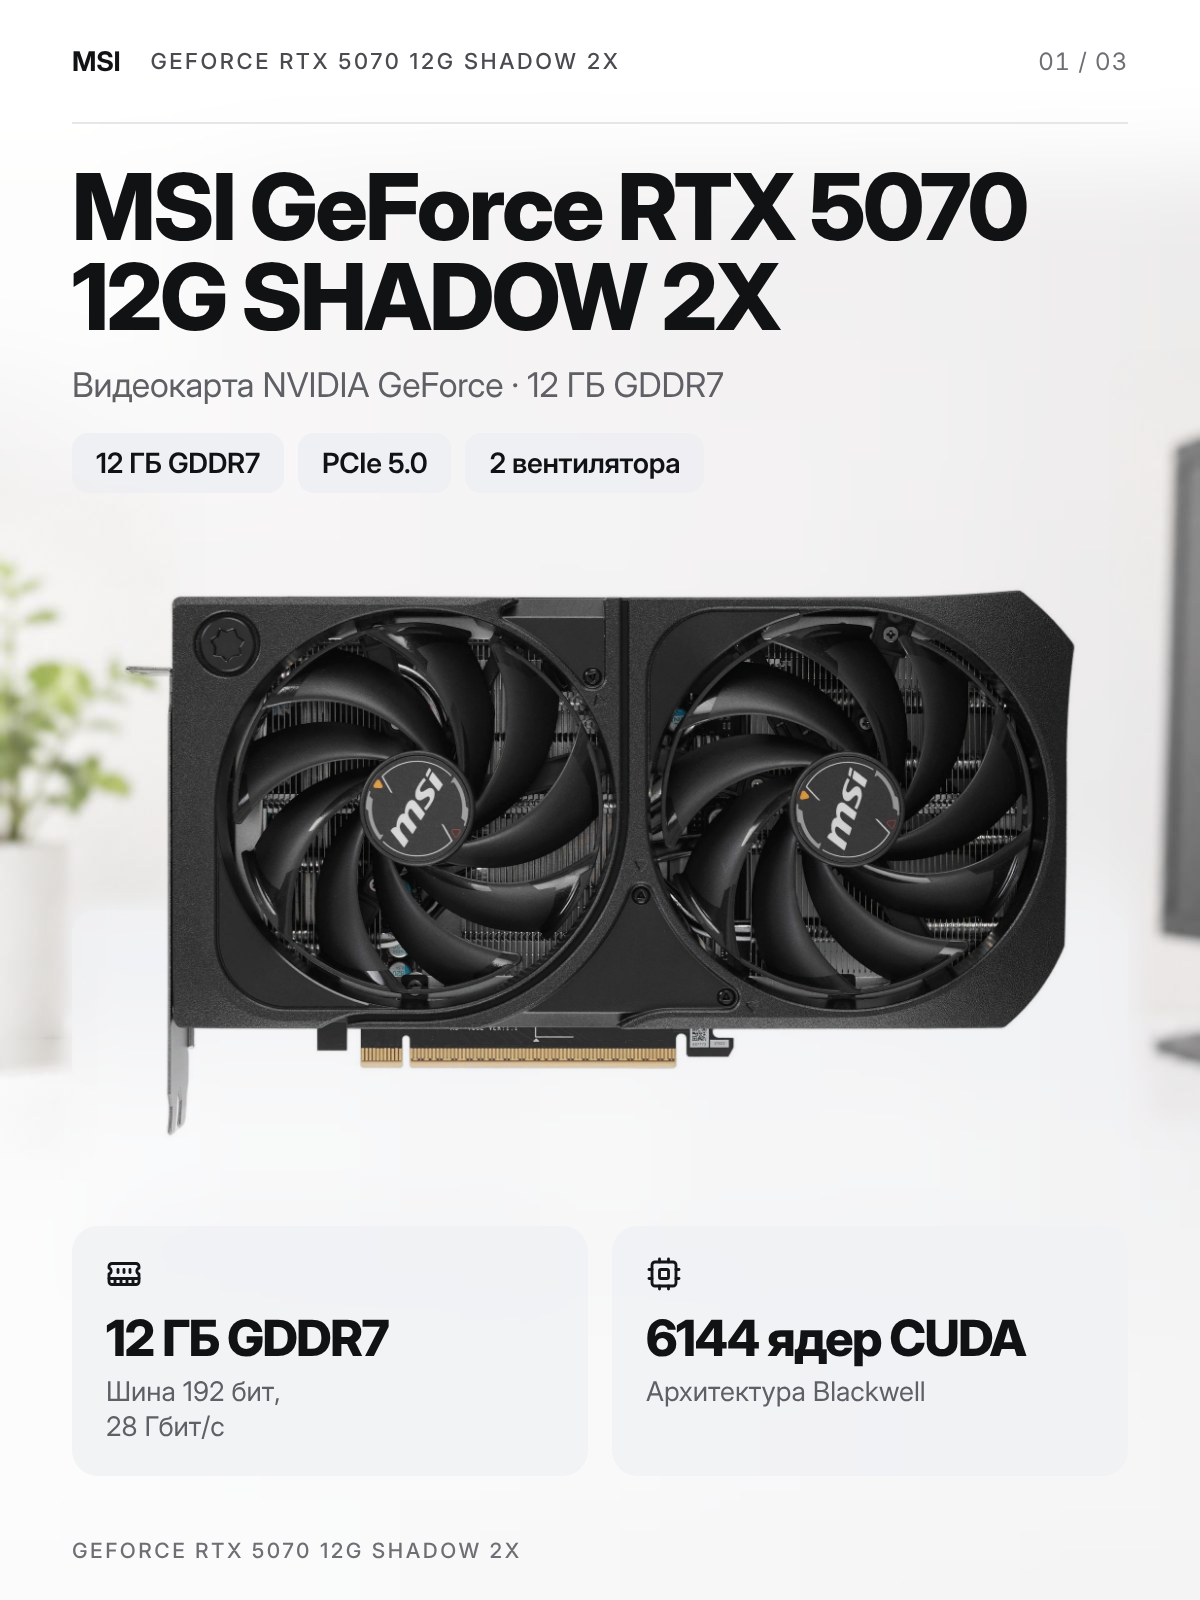 MSI GEFORCE RTX 5070 12G SHADOW 2X 01 / 03
MSI GeForce RTX 5070
12G SHADOW 2X
Видеокарта NVIDIA GeForce · 12 ГБ GDDR7
12 ГБ GDDR7 PCIe 5.0 2 вентилятора
msi msi
12 ГБ GDDR7
Шина 192 бит,
28 Гбит/с
6144 ядер CUDA
Архитектура Blackwell
GEFORCE RTX 5070 12G SHADOW 2X